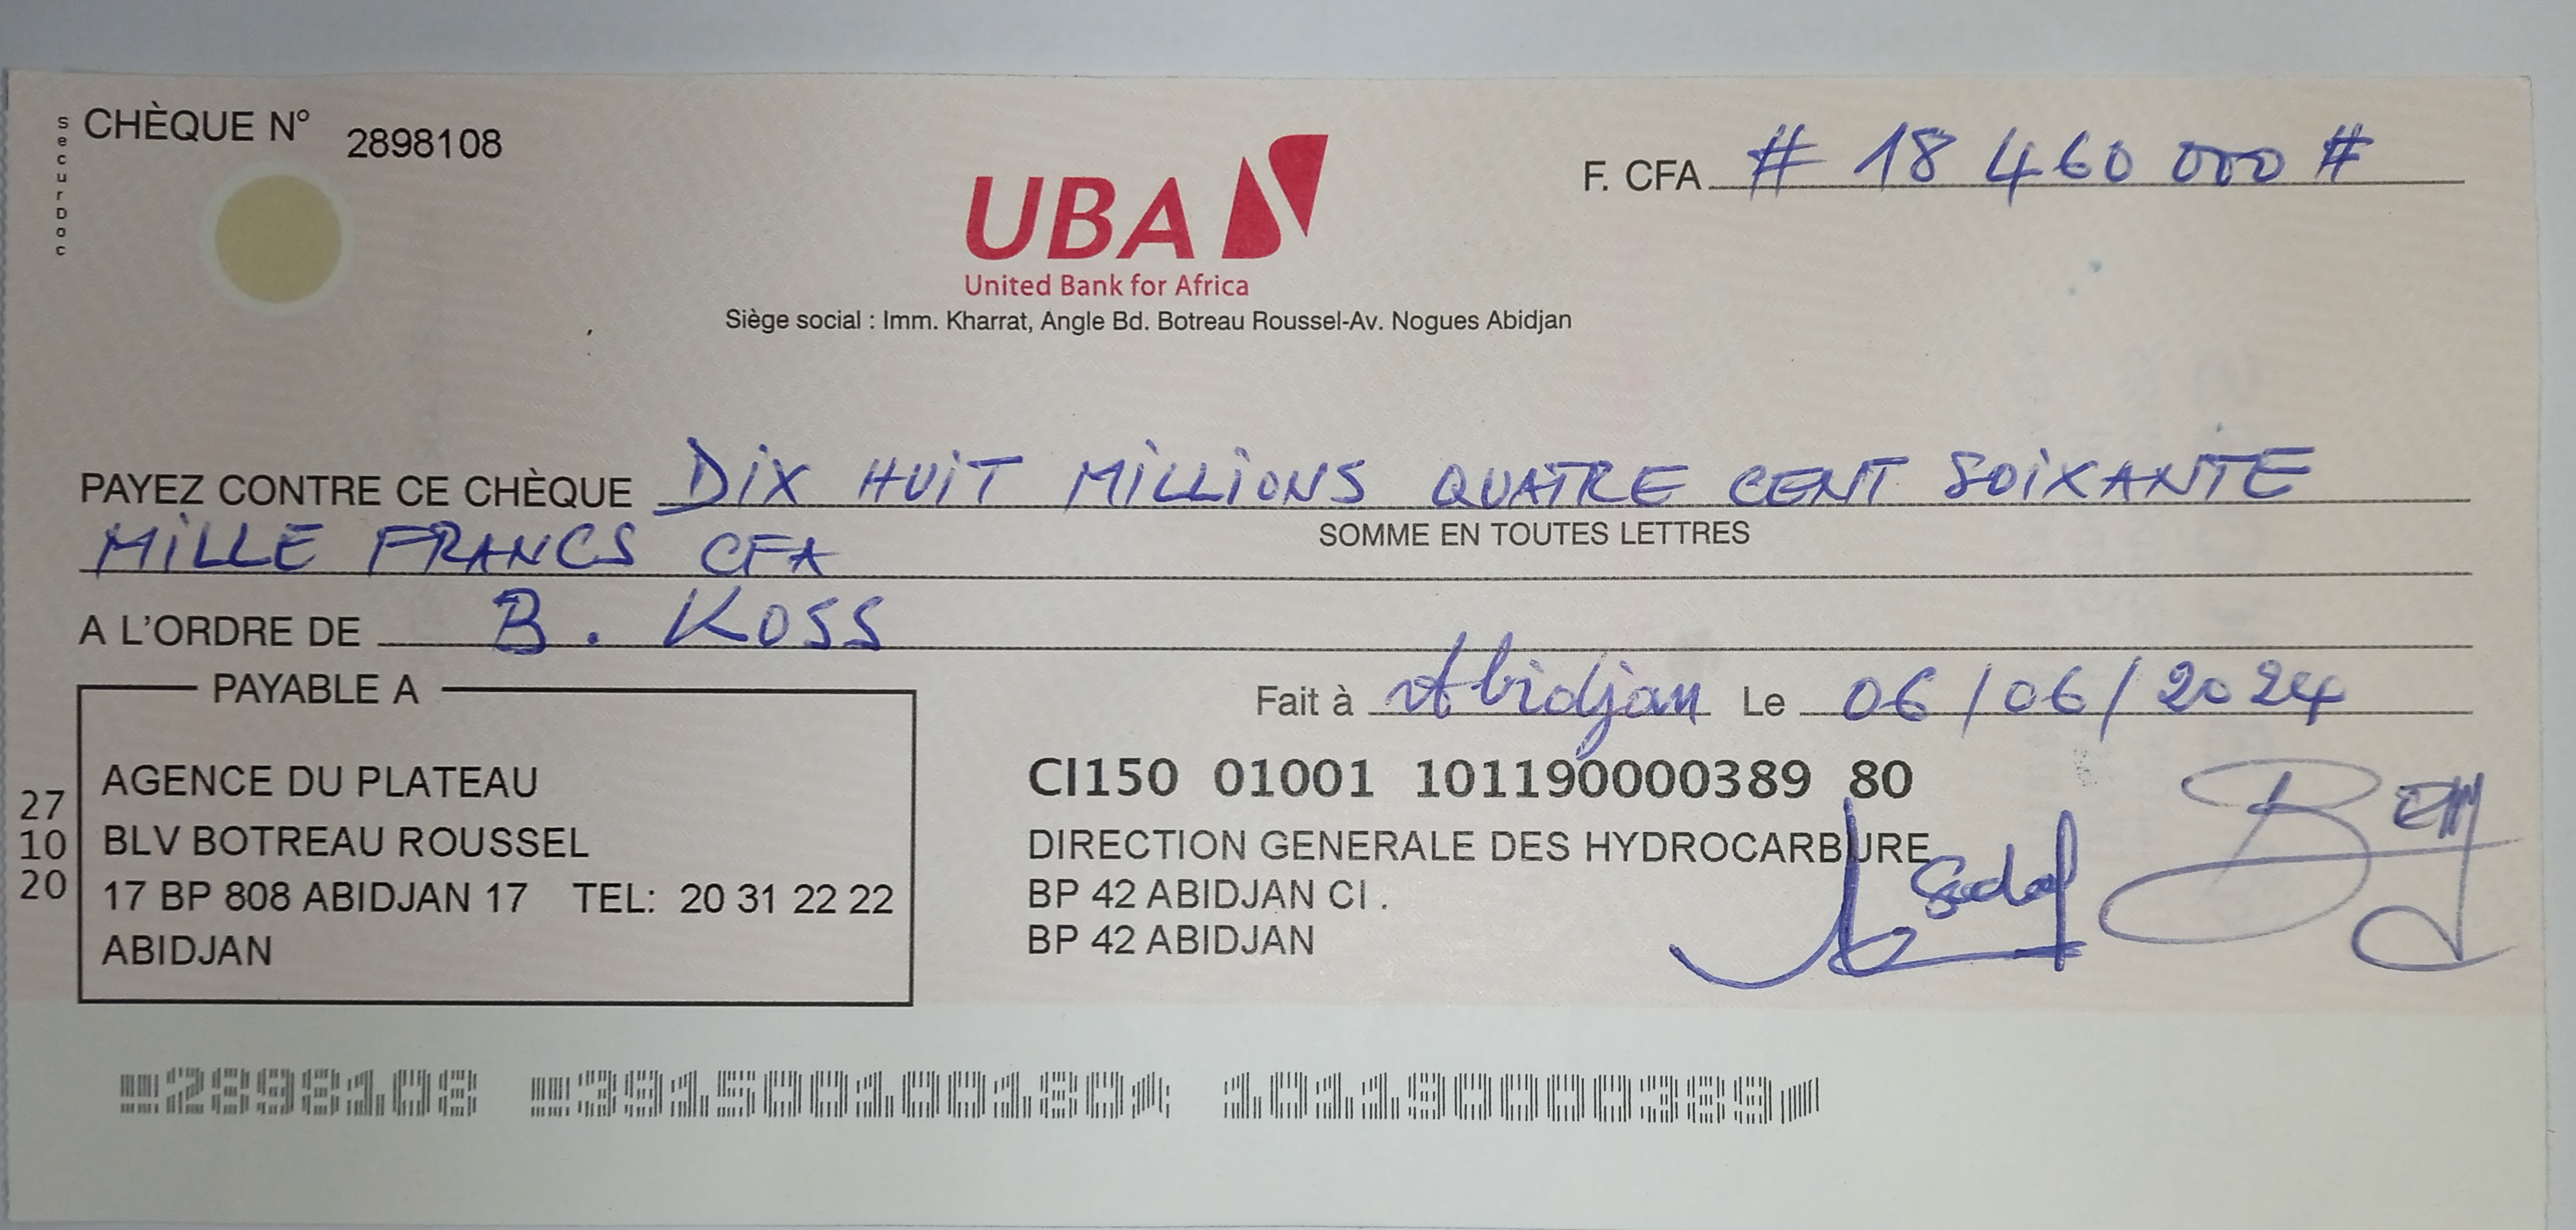 securDoc
CHÈQUE N° 2898108
F. CFA # 18 460 000 #
UBA
United Bank for Africa
Siège social : Imm. Kharrat, Angle Bd. Botreau Roussel-Av. Nogues Abidjan
PAYEZ CONTRE CE CHÈQUE DiX HUiT MiLLiONS QUATRE CENT SOiXANTE
SOMME EN TOUTES LETTRES
MiLLE FRANCS CFA
A L'ORDRE DE B. KOSS
Fait à Abidjan Le 06/06/2024
PAYABLE A
AGENCE DU PLATEAU
BLV BOTREAU ROUSSEL
17 BP 808 ABIDJAN 17 TEL: 20 31 22 22
ABIDJAN
27
10
20
CI150 01001 101190000389 80
DIRECTION GENERALE DES HYDROCARBURE
BP 42 ABIDJAN CI .
BP 42 ABIDJAN
2898108 391500100180 101190000389